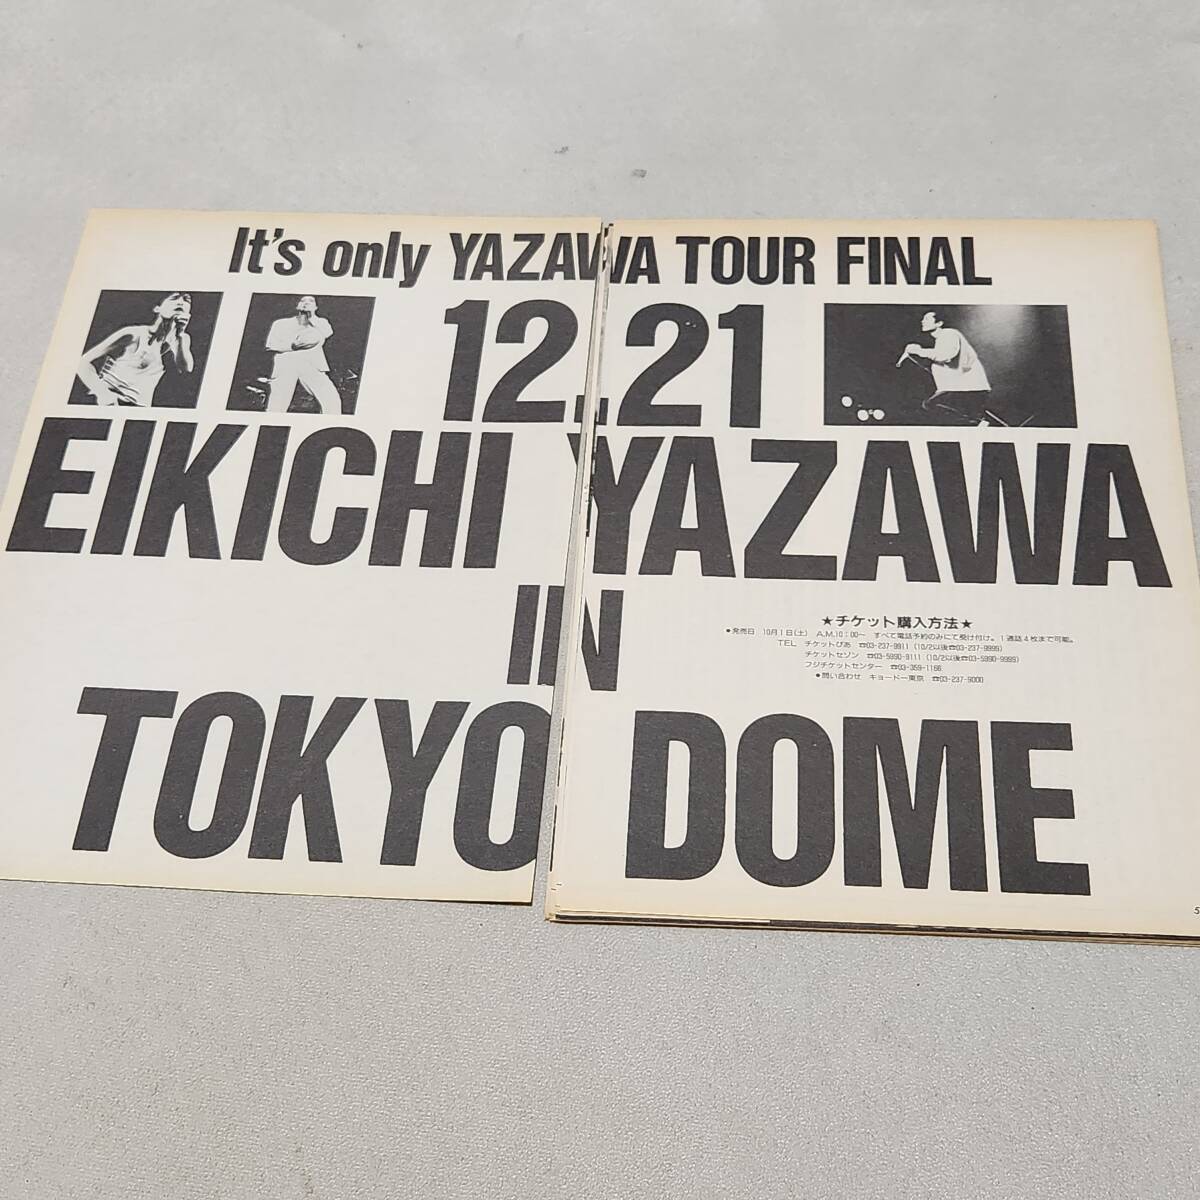 It's only YAZAWA TOUR FINAL
12.21
EIKICHI YAZAWA
IN
★チケット購入方法★
●発売日 10月1日(土) A.M.10:00〜 すべて電話予約のみにて受け付け。1通話4枚まで可能。
TEL チケットぴあ ☎03-237-9911 (10/2以後☎03-237-9999)
チケットセゾン ☎03-5990-9111 (10/2以後☎03-5990-9999)
フジチケットセンター ☎03-359-1166
●問い合わせ キョードー東京 ☎03-237-9000
TOKYO DOME
5